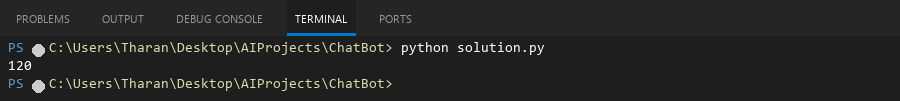 PROBLEMS OUTPUT DEBUG CONSOLE TERMINAL PORTS
PS C:\Users\Tharan\Desktop\AIProjects\ChatBot> python solution.py
120
PS C:\Users\Tharan\Desktop\AIProjects\ChatBot>